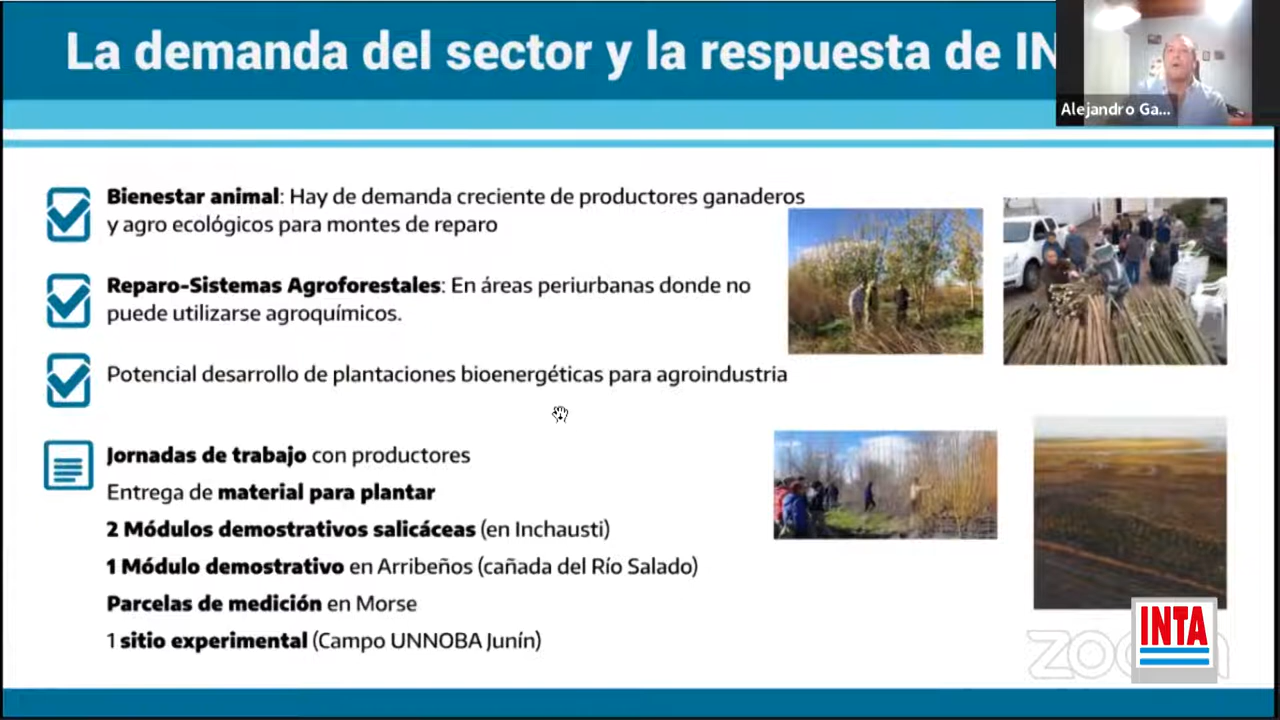 La demanda del sector y la respuesta de IN
Alejandro Ga...
Bienestar animal: Hay de demanda creciente de productores ganaderos
y agro ecológicos para montes de reparo
Reparo-Sistemas Agroforestales: En áreas periurbanas donde no
puede utilizarse agroquímicos.
Potencial desarrollo de plantaciones bioenergéticas para agroindustria
Jornadas de trabajo con productores
Entrega de material para plantar
2 Módulos demostrativos salicáceas (en Inchausti)
1 Módulo demostrativo en Arribeños (cañada del Río Salado)
Parcelas de medición en Morse
1 sitio experimental (Campo UNNOBA Junín)
INTA
zoom